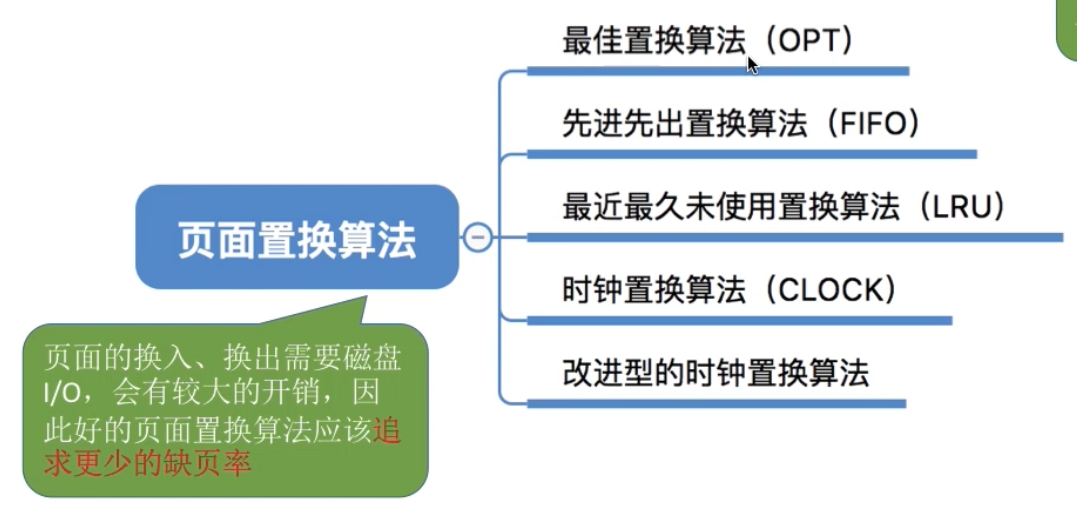 最佳置换算法（OPT）
先进先出置换算法（FIFO）
最近最久未使用置换算法（LRU）
页面置换算法
时钟置换算法（CLOCK）
改进型的时钟置换算法
页面的换入、换出需要磁盘
I/O，会有较大的开销，因
此好的页面置换算法应该追
求更少的缺页率